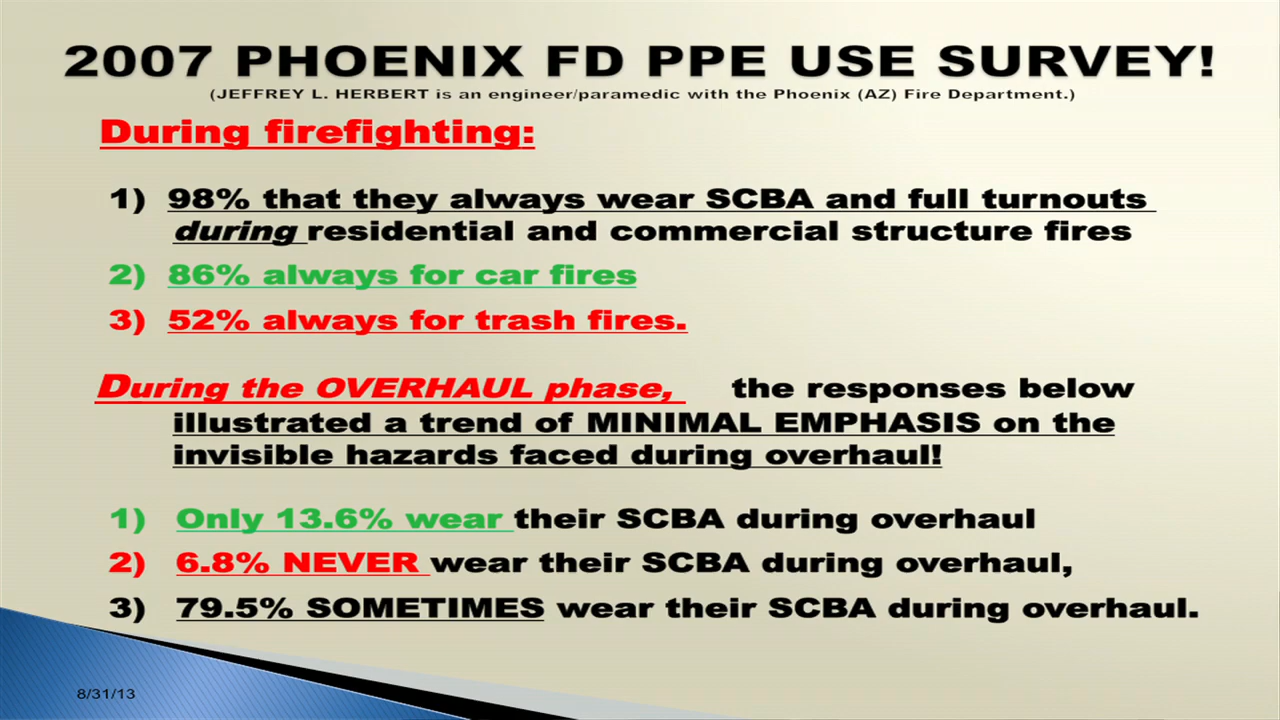 2007 PHOENIX FD PPE USE SURVEY!
(JEFFREY L. HERBERT is an engineer/paramedic with the Phoenix (AZ) Fire Department.)
During firefighting:
1) 98% that they always wear SCBA and full turnouts
during residential and commercial structure fires
2) 86% always for car fires
3) 52% always for trash fires.
During the OVERHAUL phase, the responses below
illustrated a trend of MINIMAL EMPHASIS on the
invisible hazards faced during overhaul!
1) Only 13.6% wear their SCBA during overhaul
2) 6.8% NEVER wear their SCBA during overhaul,
3) 79.5% SOMETIMES wear their SCBA during overhaul.
8/31/13